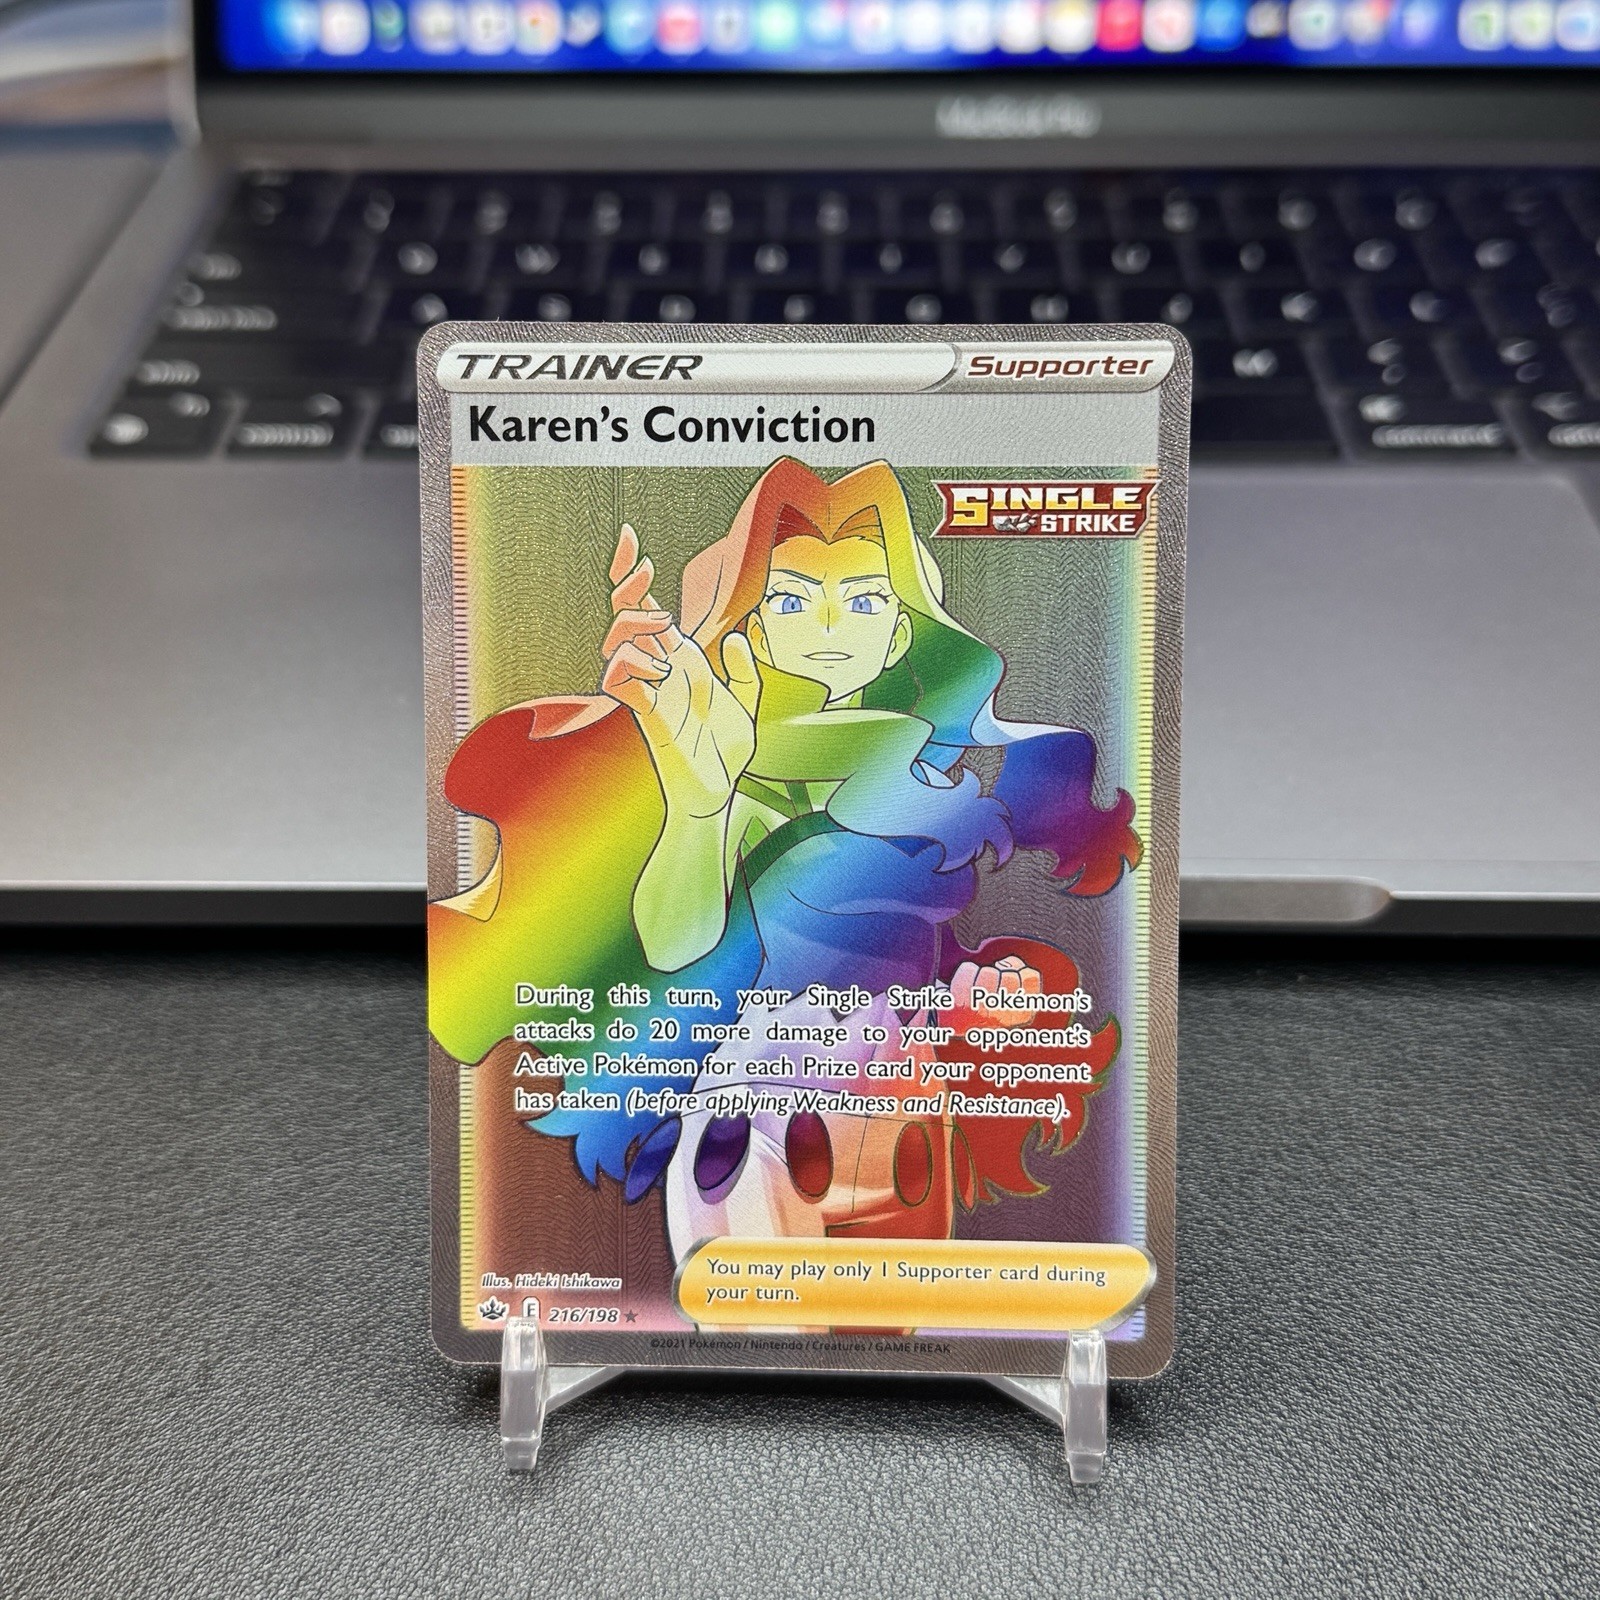 TRAINER Supporter
Karen's Conviction
SINGLE
STRIKE
During this turn, your Single Strike Pokémon's
attacks do 20 more damage to your opponent's
Active Pokémon for each Prize card your opponent
has taken (before applying Weakness and Resistance).
You may play only 1 Supporter card during
your turn.
Illus. Hideki Ishikawa
E 216/198
©2021 Pokémon / Nintendo / Creatures / GAME FREAK